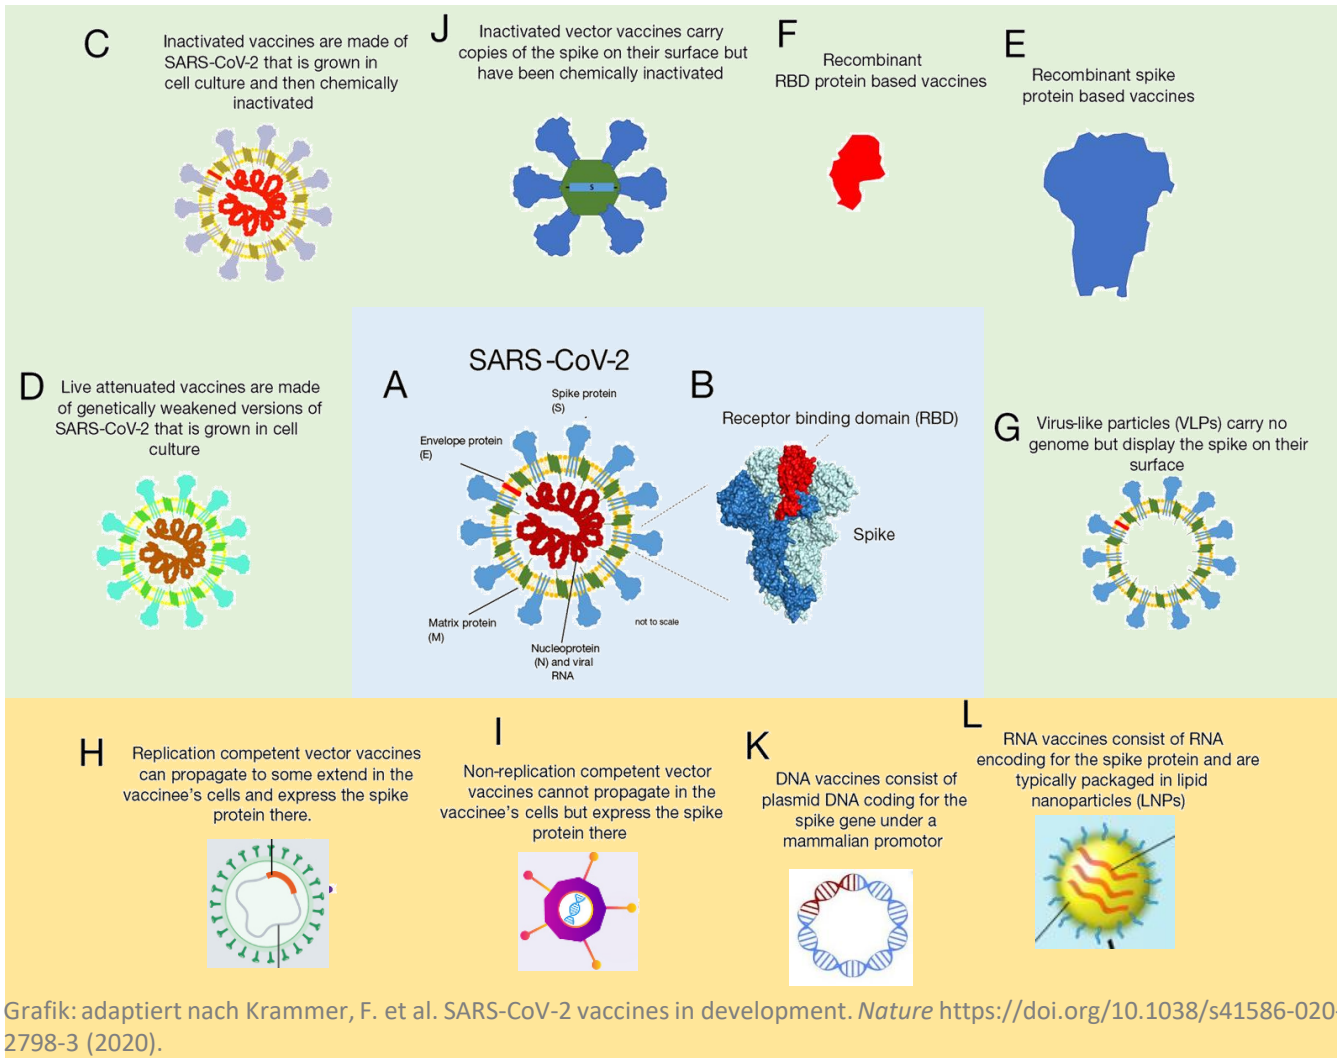 C
Inactivated vaccines are made of
SARS-CoV-2 that is grown in
cell culture and then chemically
inactivated
J
Inactivated vector vaccines carry
copies of the spike on their surface but
have been chemically inactivated
S
F
Recombinant
RBD protein based vaccines
E
Recombinant spike
protein based vaccines
D
Live attenuated vaccines are made
of genetically weakened versions of
SARS-CoV-2 that is grown in cell
culture
SARS-CoV-2
A
Spike protein
(S)
Envelope protein
(E)
Matrix protein
(M)
Nucleoprotein
(N) and viral
RNA
not to scale
B
Receptor binding domain (RBD)
Spike
G
Virus-like particles (VLPs) carry no
genome but display the spike on their
surface
H
Replication competent vector vaccines
can propagate to some extend in the
vaccinee's cells and express the spike
protein there.
I
Non-replication competent vector
vaccines cannot propagate in the
vaccinee's cells but express the spike
protein there
K
DNA vaccines consist of
plasmid DNA coding for the
spike gene under a
mammalian promotor
L
RNA vaccines consist of RNA
encoding for the spike protein and are
typically packaged in lipid
nanoparticles (LNPs)
Grafik: adaptiert nach Krammer, F. et al. SARS-CoV-2 vaccines in development. Nature https://doi.org/10.1038/s41586-020-
2798-3 (2020).